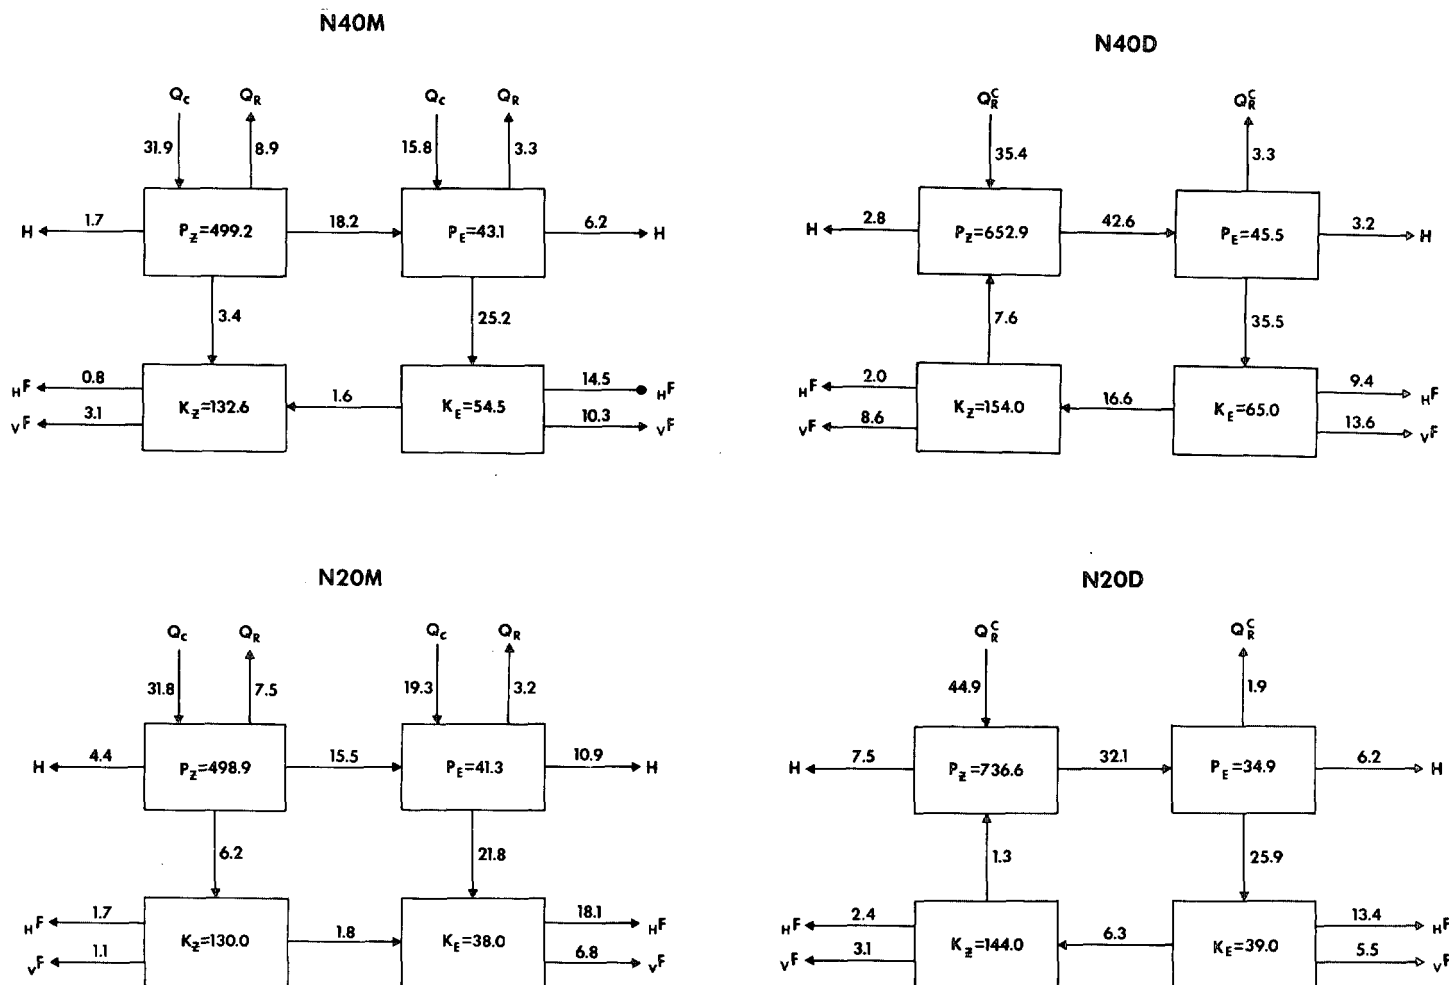 N40M
Qc QR Qc QR
31.9 8.9 15.8 3.3
H 1.7 PZ=499.2 18.2 PE=43.1 6.2 H
3.4 25.2
HF 0.8 KZ=132.6 1.6 KE=54.5 14.5 HF
VF 3.1 10.3 VF
N40D
QRC QRC
35.4 3.3
H 2.8 PZ=652.9 42.6 PE=45.5 3.2 H
7.6 35.5
HF 2.0 KZ=154.0 16.6 KE=65.0 9.4 HF
VF 8.6 13.6 VF
N20M
Qc QR Qc QR
31.8 7.5 19.3 3.2
H 4.4 PZ=498.9 15.5 PE=41.3 10.9 H
6.2 21.8
HF 1.7 KZ=130.0 1.8 KE=38.0 18.1 HF
VF 1.1 6.8 VF
N20D
QRC QRC
44.9 1.9
H 7.5 PZ=736.6 32.1 PE=34.9 6.2 H
1.3 25.9
HF 2.4 KZ=144.0 6.3 KE=39.0 13.4 HF
VF 3.1 5.5 VF